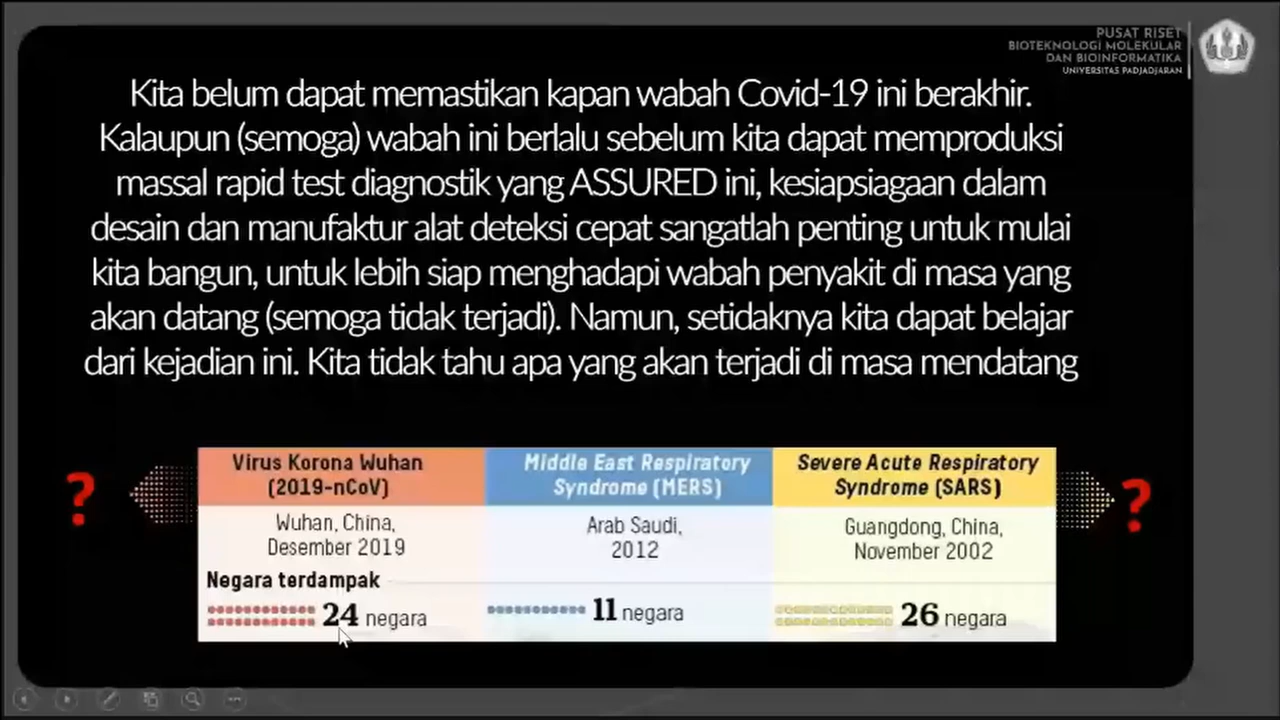 PUSAT RISET
BIOTEKNOLOGI MOLEKULAR
DAN BIOINFORMATIKA
UNIVERSITAS PADJADJARAN
Kita belum dapat memastikan kapan wabah Covid-19 ini berakhir.
Kalaupun (semoga) wabah ini berlalu sebelum kita dapat memproduksi
massal rapid test diagnostik yang ASSURED ini, kesiapsiagaan dalam
desain dan manufaktur alat deteksi cepat sangatlah penting untuk mulai
kita bangun, untuk lebih siap menghadapi wabah penyakit di masa yang
akan datang (semoga tidak terjadi). Namun, setidaknya kita dapat belajar
dari kejadian ini. Kita tidak tahu apa yang akan terjadi di masa mendatang
?
Virus Korona Wuhan
(2019-nCoV)
Wuhan, China,
Desember 2019
Negara terdampak
24 negara
Middle East Respiratory
Syndrome (MERS)
Arab Saudi,
2012
11 negara
Severe Acute Respiratory
Syndrome (SARS)
Guangdong, China,
November 2002
26 negara
?